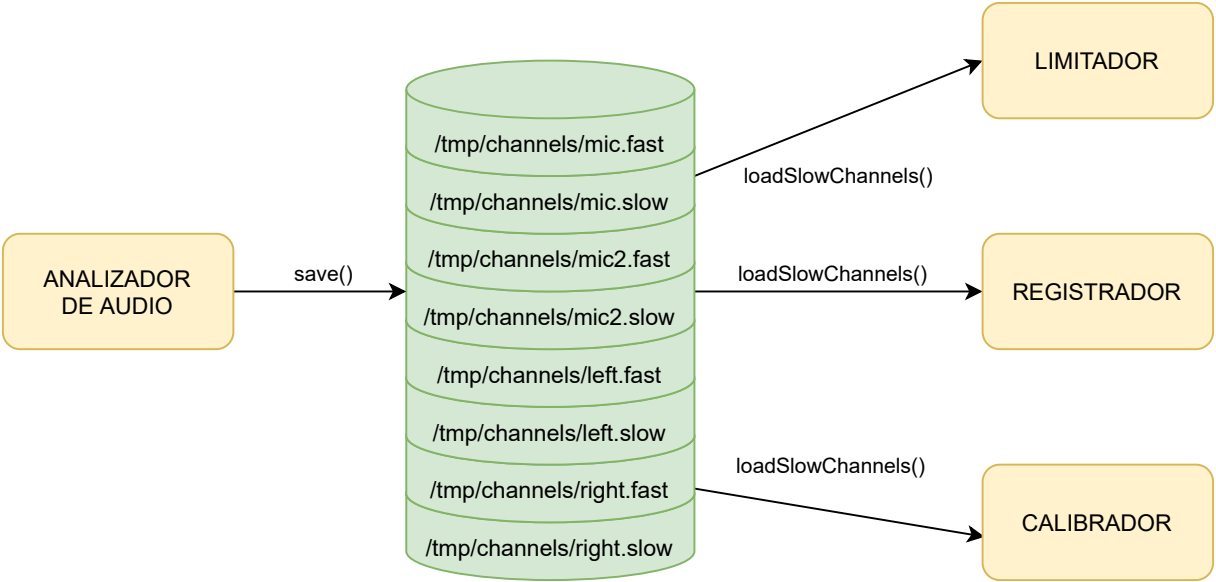 LIMITADOR
/tmp/channels/mic.fast
loadSlowChannels()
/tmp/channels/mic.slow
/tmp/channels/mic2.fast
ANALIZADOR
DE AUDIO
save()
loadSlowChannels()
REGISTRADOR
/tmp/channels/mic2.slow
/tmp/channels/left.fast
/tmp/channels/left.slow
loadSlowChannels()
/tmp/channels/right.fast
CALIBRADOR
/tmp/channels/right.slow